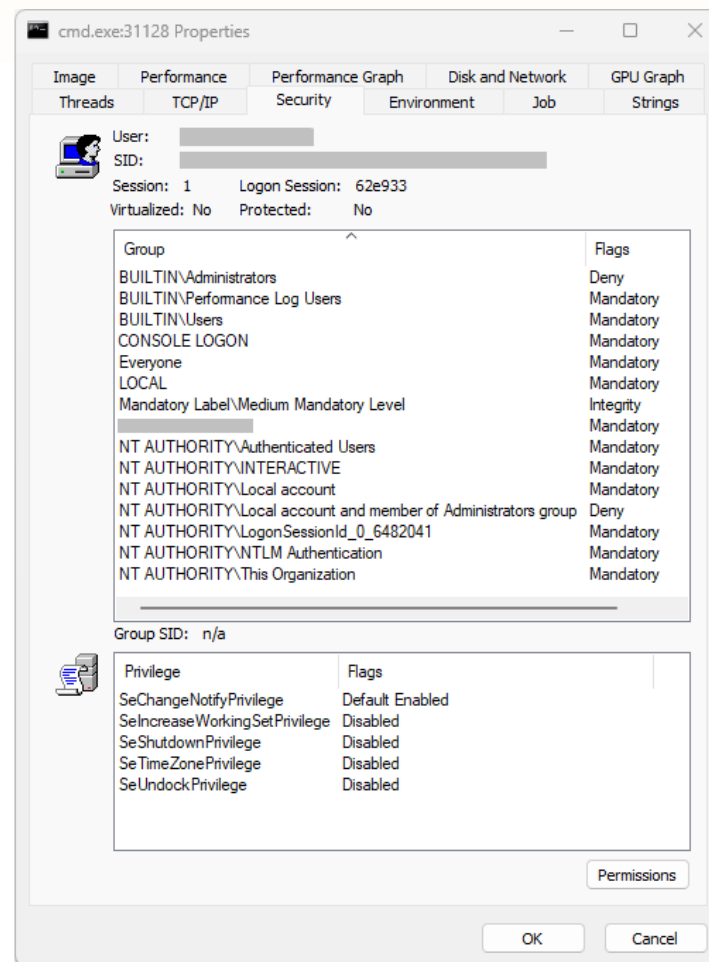 cmd.exe:31128 Properties
Image Performance Performance Graph Disk and Network GPU Graph
Threads TCP/IP Security Environment Job Strings
User:
SID:
Session: 1 Logon Session: 62e933
Virtualized: No Protected: No
Group Flags
BUILTIN\Administrators Deny
BUILTIN\Performance Log Users Mandatory
BUILTIN\Users Mandatory
CONSOLE LOGON Mandatory
Everyone Mandatory
LOCAL Mandatory
Mandatory Label\Medium Mandatory Level Integrity
Mandatory
NT AUTHORITY\Authenticated Users Mandatory
NT AUTHORITY\INTERACTIVE Mandatory
NT AUTHORITY\Local account Mandatory
NT AUTHORITY\Local account and member of Administrators group Deny
NT AUTHORITY\LogonSessionId_0_6482041 Mandatory
NT AUTHORITY\NTLM Authentication Mandatory
NT AUTHORITY\This Organization Mandatory
Group SID: n/a
Privilege Flags
SeChangeNotifyPrivilege Default Enabled
SeIncreaseWorkingSetPrivilege Disabled
SeShutdownPrivilege Disabled
SeTimeZonePrivilege Disabled
SeUndockPrivilege Disabled
Permissions
OK Cancel